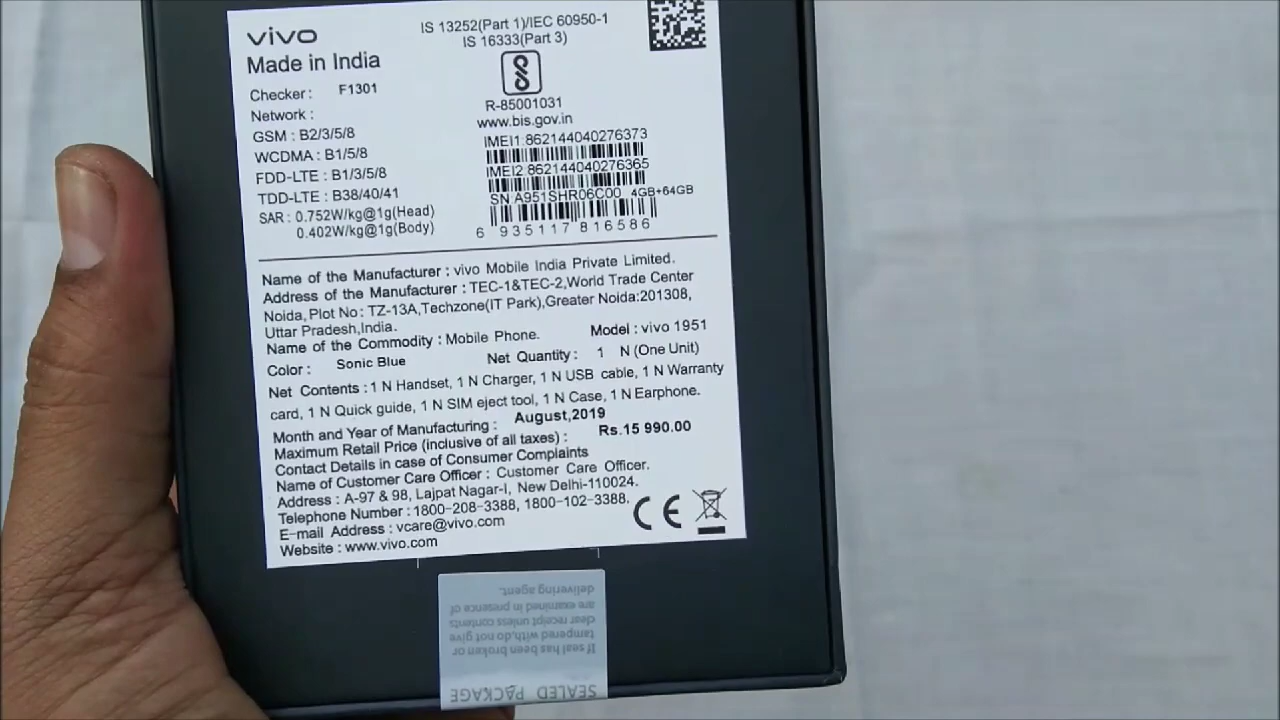 vivo
Made in India
Checker : F1301
Network :
GSM : B2/3/5/8
WCDMA : B1/5/8
FDD-LTE : B1/3/5/8
TDD-LTE : B38/40/41
SAR : 0.752W/kg@1g(Head)
0.402W/kg@1g(Body)
IS 13252(Part 1)/IEC 60950-1
IS 16333(Part 3)
R-85001031
www.bis.gov.in
IMEI1:862144040276373
IMEI2:862144040276365
SN A951SHR06C00 4GB+64GB
6 935117 816586
Name of the Manufacturer : vivo Mobile India Private Limited.
Address of the Manufacturer : TEC-1&TEC-2,World Trade Center
Noida, Plot No: TZ-13A,Techzone(IT Park),Greater Noida:201308,
Uttar Pradesh,India.
Name of the Commodity : Mobile Phone. Model : vivo 1951
Color : Sonic Blue Net Quantity : 1 N (One Unit)
Net Contents : 1 N Handset, 1 N Charger, 1 N USB cable, 1 N Warranty
card, 1 N Quick guide, 1 N SIM eject tool, 1 N Case, 1 N Earphone.
Month and Year of Manufacturing : August,2019
Maximum Retail Price (inclusive of all taxes) : Rs.15 990.00
Contact Details in case of Consumer Complaints
Name of Customer Care Officer : Customer Care Officer.
Address : A-97 & 98, Lajpat Nagar-I, New Delhi-110024.
Telephone Number : 1800-208-3388, 1800-102-3388.
E-mail Address : vcare@vivo.com
Website : www.vivo.com
CE
SEALED PACKAGE
If seal has been broken or
tampered with,do not give
clear receipt unless contents
are examined in presence of
delivering agent.